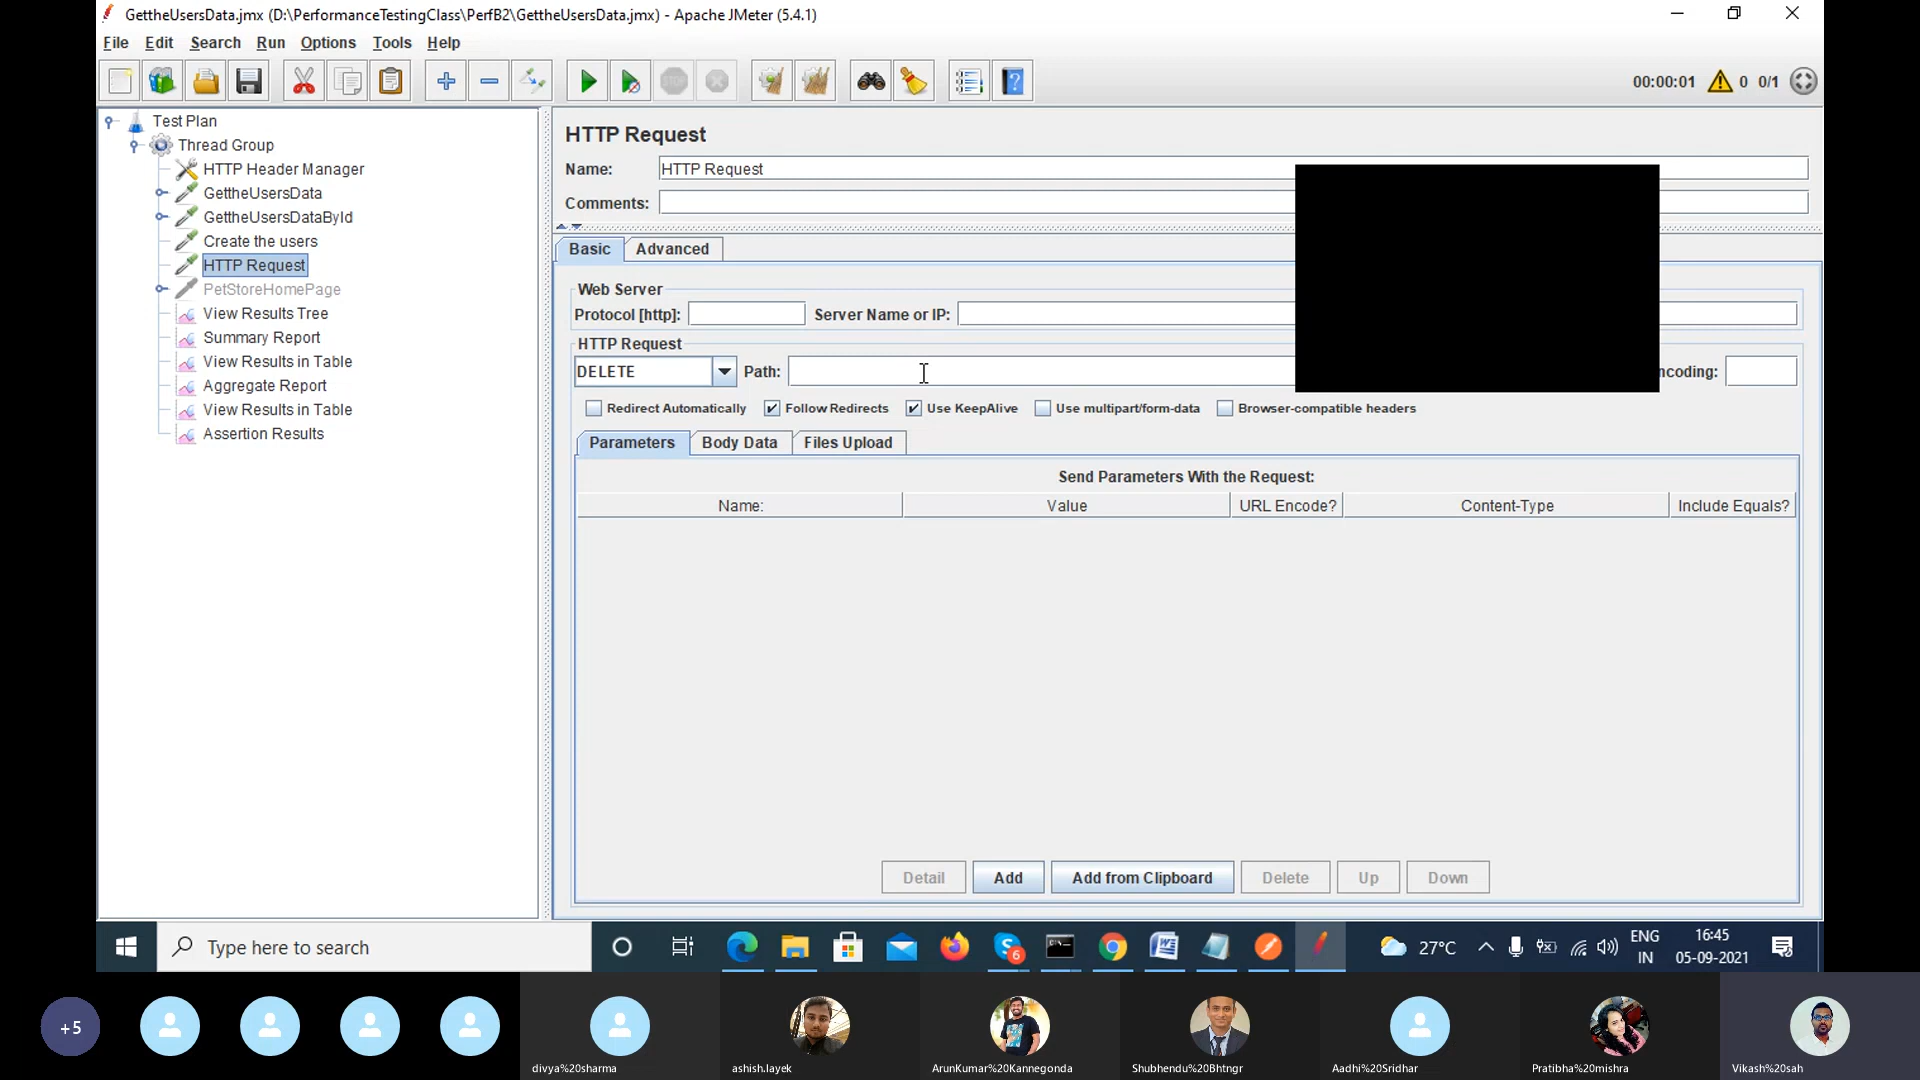 GettheUsersData.jmx (D:\PerformanceTestingClass\PerfB2\GettheUsersData.jmx) - Apache JMeter (5.4.1)
File Edit Search Run Options Tools Help
STOP
00:00:01 0 0/1
Test Plan
Thread Group
HTTP Header Manager
GettheUsersData
GettheUsersDataById
Create the users
HTTP Request
PetStoreHomePage
View Results Tree
Summary Report
View Results in Table
Aggregate Report
View Results in Table
Assertion Results
HTTP Request
Name: HTTP Request
Comments:
Basic Advanced
Web Server
Protocol [http]: Server Name or IP:
HTTP Request
DELETE Path: ncoding:
Redirect Automatically Follow Redirects Use KeepAlive Use multipart/form-data Browser-compatible headers
Parameters Body Data Files Upload
Send Parameters With the Request:
Name: Value URL Encode? Content-Type Include Equals?
Detail Add Add from Clipboard Delete Up Down
Type here to search
6
27°C
ENG
IN
16:45
05-09-2021
+5
divya%20sharma
ashish.layek
ArunKumar%20Kannegonda
Shubhendu%20Bhtngr
Aadhi%20Sridhar
Pratibha%20mishra
Vikash%20sah